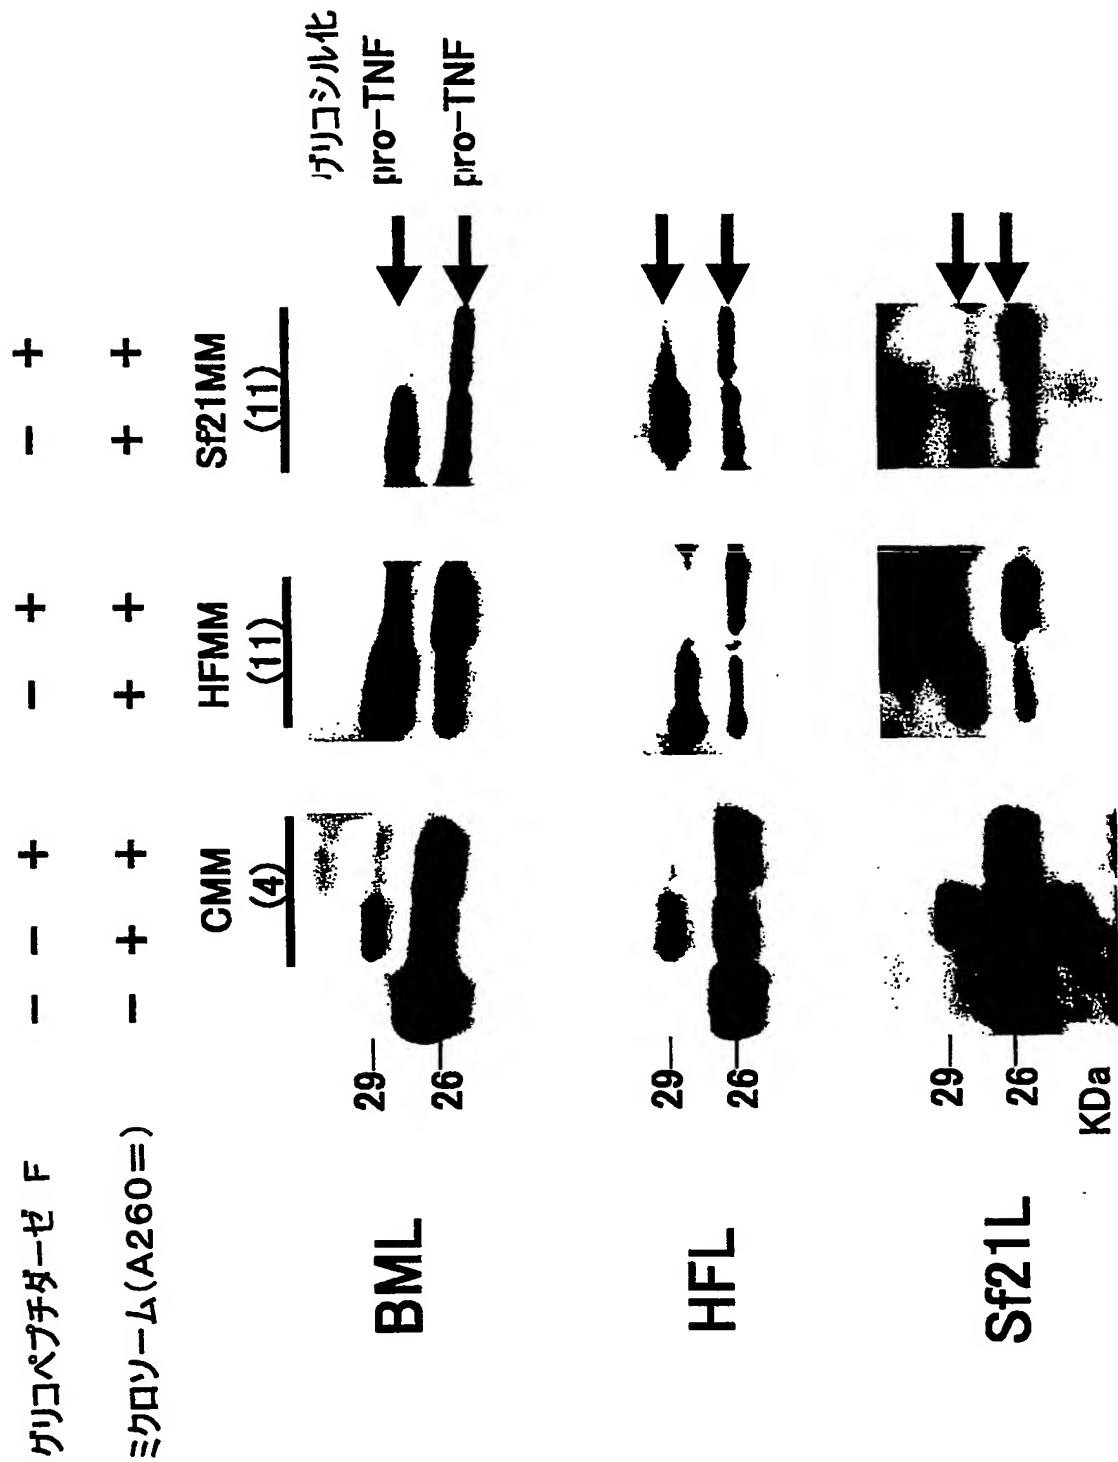 グリコペプチダーゼ F − − + − + − +
ミクロソーム(A260=) − + + + + + +
CMM HFMM Sf21MM
(4) (11) (11)
グリコシル化
pro−TNF
pro−TNF
BML
29
26
HFL
29
26
Sf21L
29
26
KDa